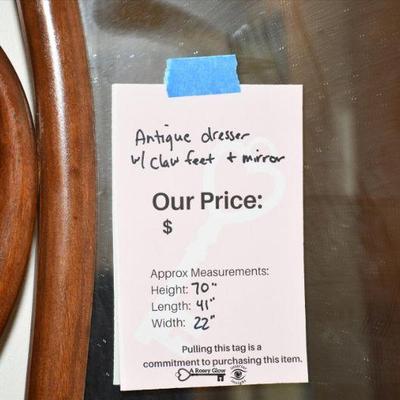 Antique dresser
w/ claw feet + mirror
Our Price:
$
Approx Measurements:
Height: 70"
Length: 41"
Width: 22"
Pulling this tag is a
commitment to purchasing this item.
A Rosey Glow